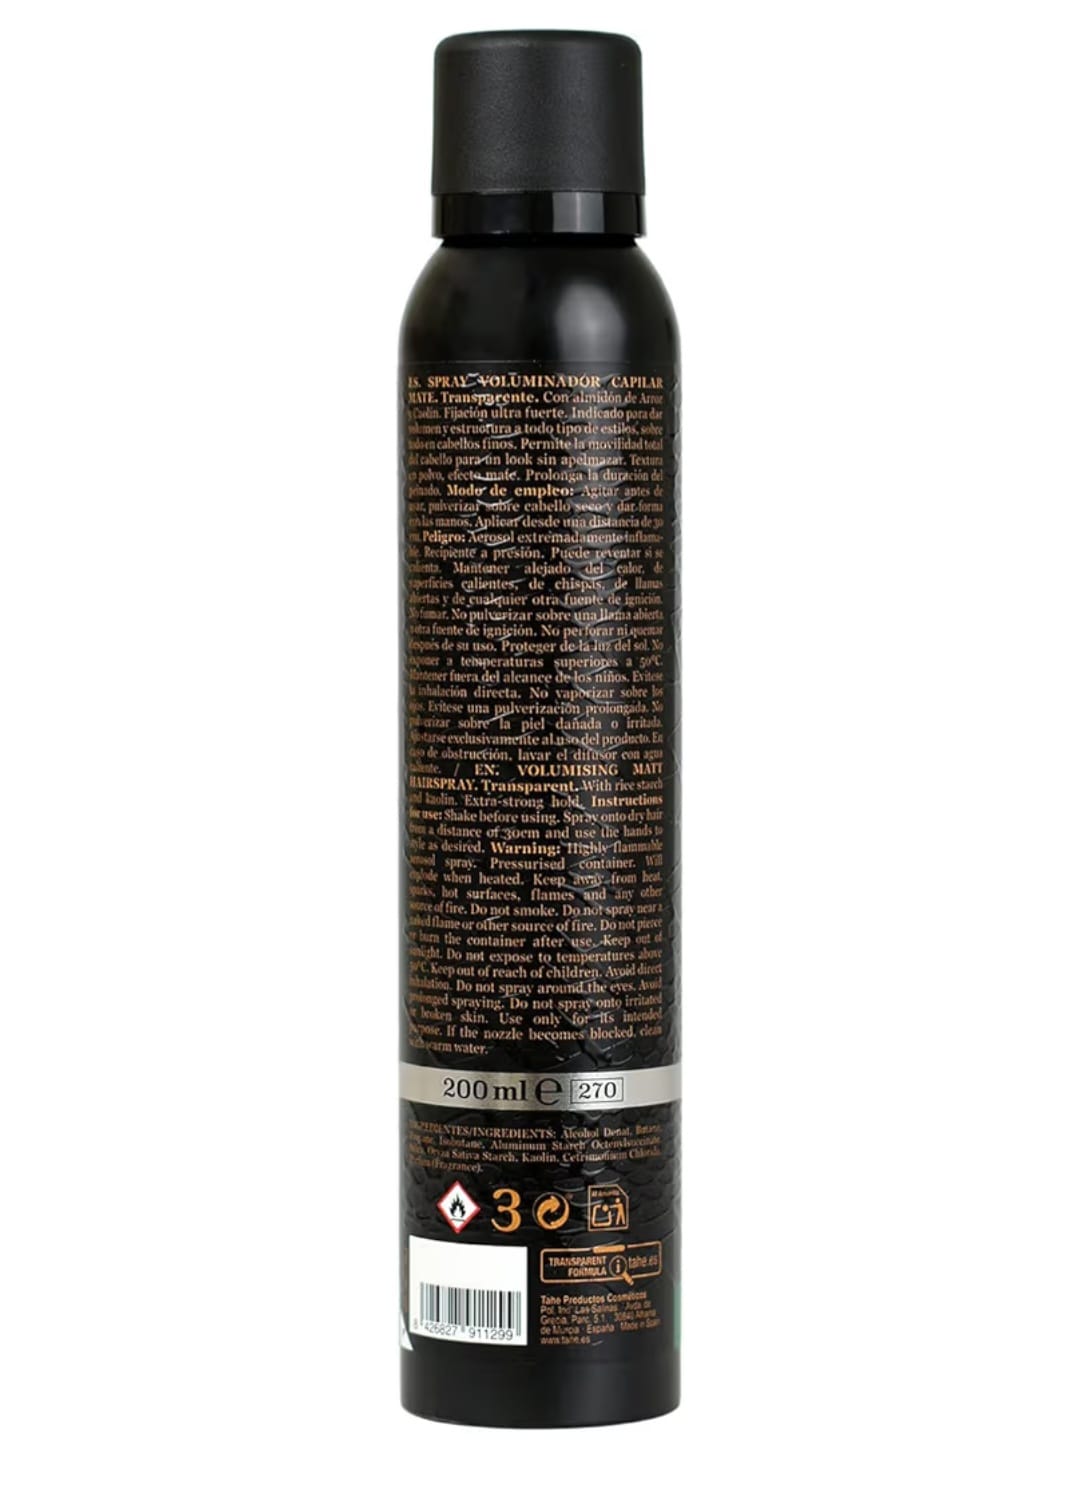 ES. SPRAY VOLUMINADOR CAPILAR
MATE. Transparente. Con almidón de Arroz
y Caolín. Fijación ultra fuerte. Indicado para dar
volumen y estructura a todo tipo de estilos, sobre
todo en cabellos finos. Permite la movilidad total
del cabello para un look sin apelmazar. Textura
en polvo, efecto mate. Prolonga la duración del
peinado. Modo de empleo: Agitar antes de
usar, pulverizar sobre cabello seco y dar forma
con las manos. Aplicar desde una distancia de 30
cm. Peligro: Aerosol extremadamente inflama-
ble. Recipiente a presión. Puede reventar si se
calienta. Mantener alejado del calor, de
superficies calientes, de chispas, de llamas
abiertas y de cualquier otra fuente de ignición.
No fumar. No pulverizar sobre una llama abierta
u otra fuente de ignición. No perforar ni quemar
después de su uso. Proteger de la luz del sol. No
exponer a temperaturas superiores a 50°C.
Mantener fuera del alcance de los niños. Evítese
la inhalación directa. No vaporizar sobre los
ojos. Evítese una pulverización prolongada. No
pulverizar sobre la piel dañada o irritada.
Ajustarse exclusivamente al uso del producto. En
caso de obstrucción, lavar el difusor con agua
caliente. / EN. VOLUMISING MATT
HAIRSPRAY. Transparent. With rice starch
and kaolin. Extra-strong hold. Instructions
for use: Shake before using. Spray onto dry hair
from a distance of 30cm and use the hands to
style as desired. Warning: Highly flammable
aerosol spray. Pressurised container. Will
explode when heated. Keep away from heat,
sparks, hot surfaces, flames and any other
source of fire. Do not smoke. Do not spray near a
naked flame or other source of fire. Do not pierce
or burn the container after use. Keep out of
sunlight. Do not expose to temperatures above
50°C. Keep out of reach of children. Avoid direct
inhalation. Do not spray around the eyes. Avoid
prolonged spraying. Do not spray onto irritated
or broken skin. Use only for its intended
purpose. If the nozzle becomes blocked, clean
with warm water.
200 ml e 270
INGREDIENTES/INGREDIENTS: Alcohol Denat, Butane,
Propane, Isobutane, Aluminum Starch Octenylsuccinate,
Oryza Sativa Starch, Kaolin, Cetrimonium Chloride,
Parfum (Fragrance).
3
Al Amarillo
TRANSPARENT
FORMULA
i
tahe.es
Tahe Productos Cosméticos
Pol. Ind. Las Salinas · Avda. de
Grecia, Parc. 5.1 · 30840 Alhama
de Murcia · España Made in Spain
www.tahe.es
8 426827 911299